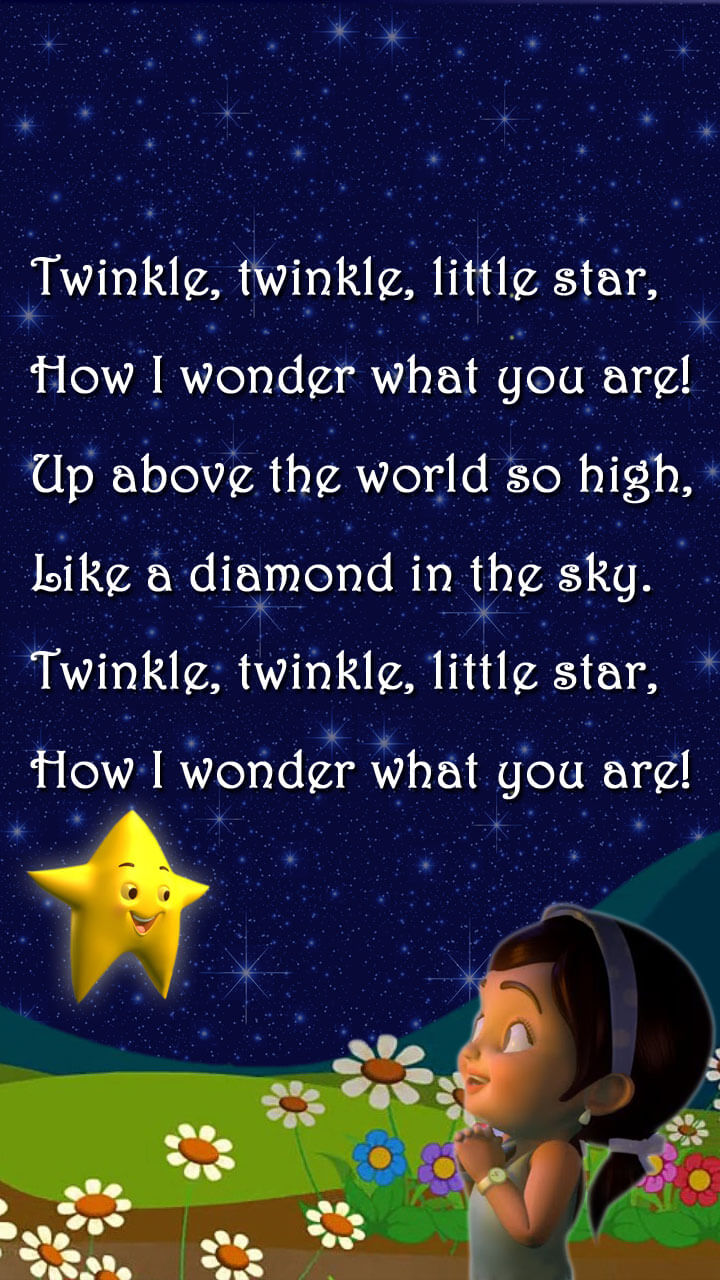 Twinkle, twinkle, little star,
How I wonder what you are!
Up above the world so high,
Like a diamond in the sky.
Twinkle, twinkle, little star,
How I wonder what you are!